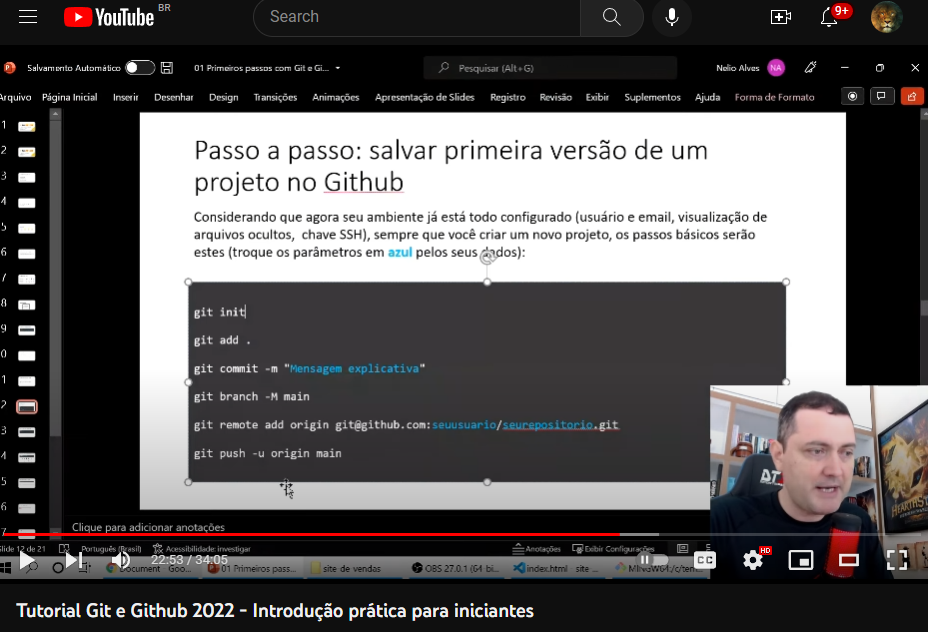 YouTube BR
Search
9+
Salvamento Automático
01 Primeiros passos com Git e Gi...
Pesquisar (Alt+G)
Nelio Alves
NA
Arquivo Página Inicial Inserir Desenhar Design Transições Animações Apresentação de Slides Registro Revisão Exibir Suplementos Ajuda Forma de Formato
Passo a passo: salvar primeira versão de um
projeto no Github
Considerando que agora seu ambiente já está todo configurado (usuário e email, visualização de
arquivos ocultos, chave SSH), sempre que você criar um novo projeto, os passos básicos serão
estes (troque os parâmetros em azul pelos seus dados):
git init
git add .
git commit -m "Mensagem explicativa"
git branch -M main
git remote add origin git@github.com:seuusuario/seurepositorio.git
git push -u origin main
Clique para adicionar anotações
Slide 12 de 21 Português (Brasil) Acessibilidade: investigar Anotações Exibir Configurações
22:53 / 34:05
CC
HD
Document - Goo... 01 Primeiros pass... site de vendas OBS 27.0.1 (64 bi... index.html - site ... MINGW64:/c/tem...
Tutorial Git e Github 2022 - Introdução prática para iniciantes